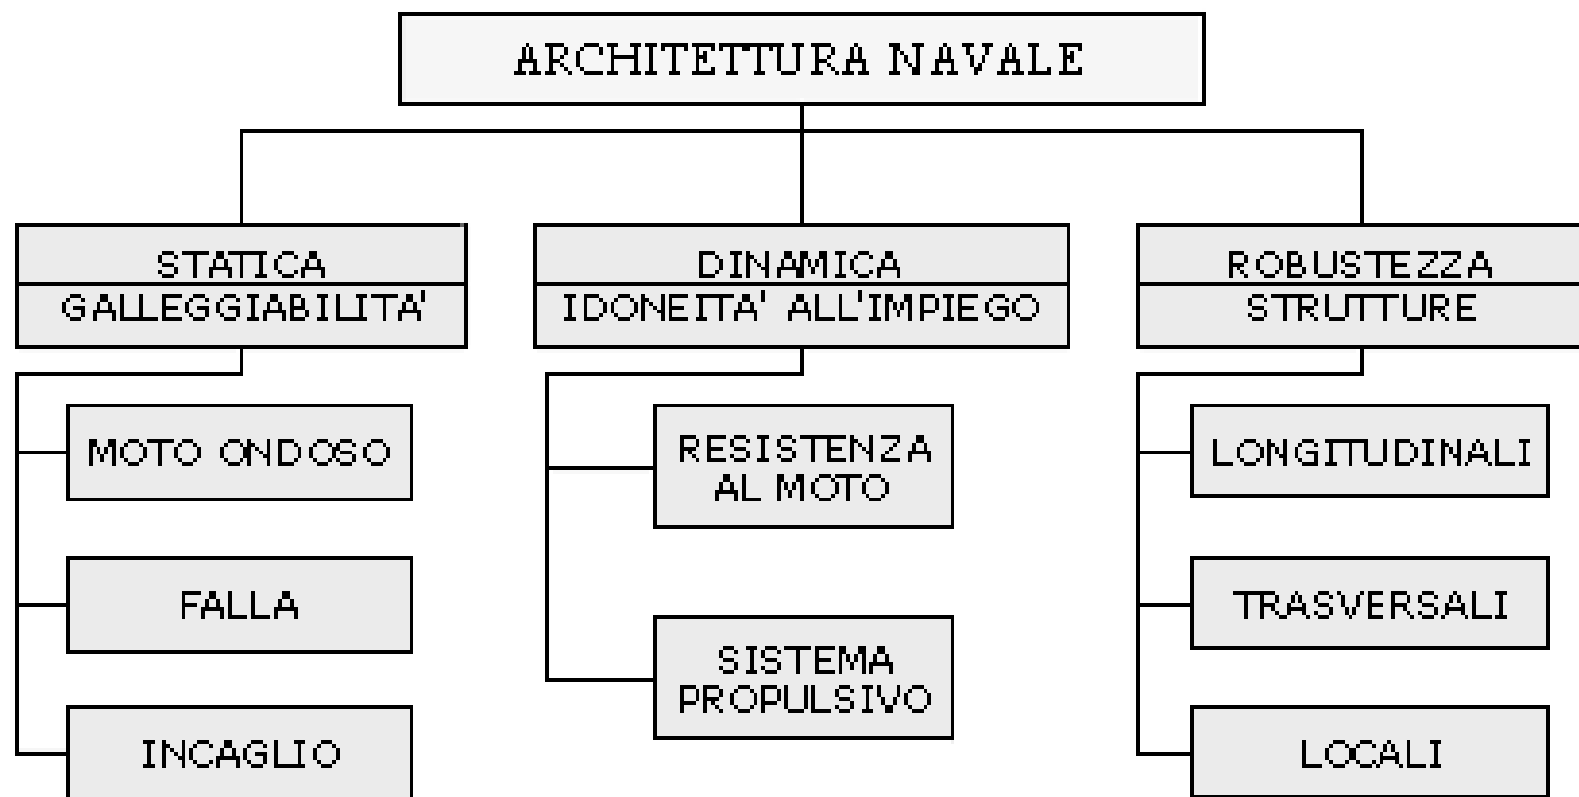 ARCHITETTURA NAVALE
STATICA
GALLEGGIABILITA'
MOTO ONDOSO
FALLA
INCAGLIO
DINAMICA
IDONEITA' ALL'IMPIEGO
RESISTENZA
AL MOTO
SISTEMA
PROPULSIVO
ROBUSTEZZA
STRUTTURE
LONGITUDINALI
TRASVERSALI
LOCALI